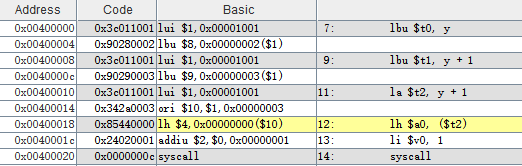 Address Code Basic
0x00400000 0x3c011001 lui $1,0x00001001 7: lbu $t0, y
0x00400004 0x90280002 lbu $8,0x00000002($1)
0x00400008 0x3c011001 lui $1,0x00001001 9: lbu $t1, y + 1
0x0040000c 0x90290003 lbu $9,0x00000003($1)
0x00400010 0x3c011001 lui $1,0x00001001 11: la $t2, y + 1
0x00400014 0x342a0003 ori $10,$1,0x00000003
0x00400018 0x85440000 lh $4,0x00000000($10) 12: lh $a0, ($t2)
0x0040001c 0x24020001 addiu $2,$0,0x00000001 13: li $v0, 1
0x00400020 0x0000000c syscall 14: syscall